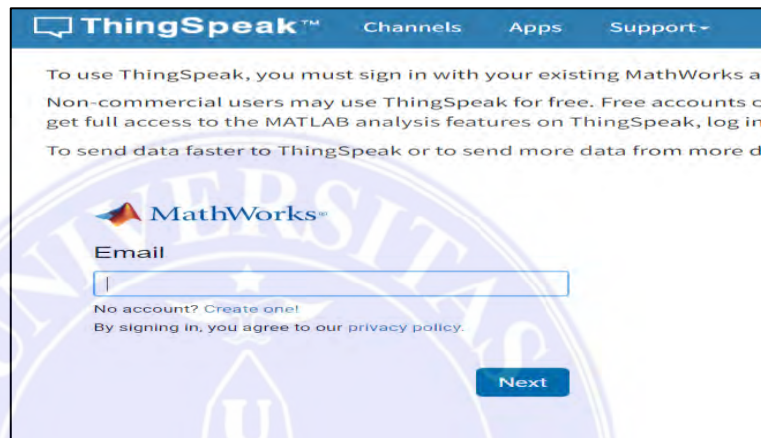 ThingSpeak™ Channels Apps Support
To use ThingSpeak, you must sign in with your existing MathWorks a
Non-commercial users may use ThingSpeak for free. Free accounts
get full access to the MATLAB analysis features on ThingSpeak, log in
To send data faster to ThingSpeak or to send more data from more d
MathWorks®
Email
No account? Create one!
By signing in, you agree to our privacy policy.
Next
UNIVERSITAS